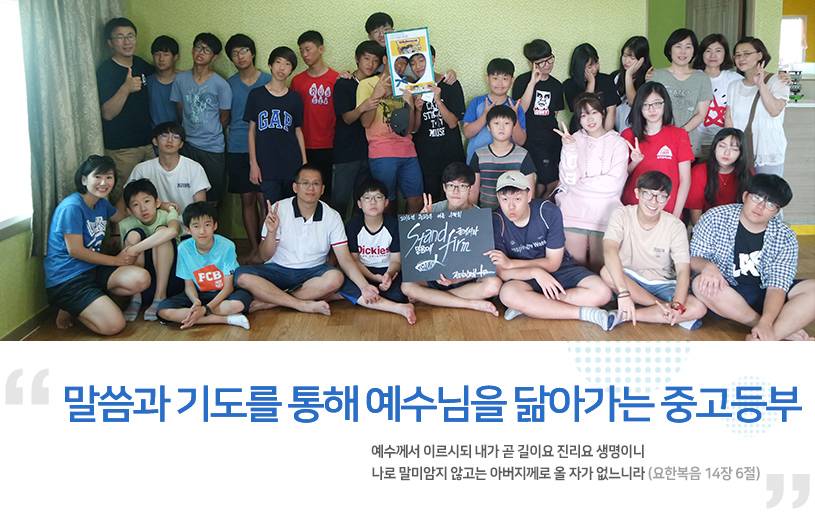 GAP
Dickies
FCB
Stand
firm
말씀과 기도를 통해 예수님을 닮아가는 중고등부
예수께서 이르시되 내가 곧 길이요 진리요 생명이니
나로 말미암지 않고는 아버지께로 올 자가 없느니라 (요한복음 14장 6절)